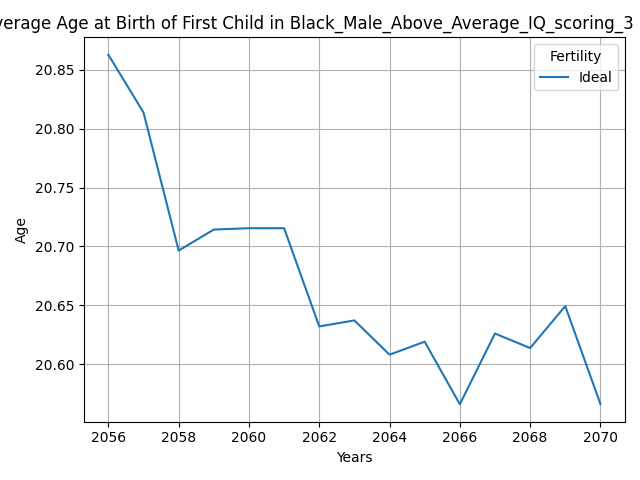 Age at Birth of First Child in Black_Male_Above_Average_IQ_scoring_3
Fertility
Ideal
20.85
20.80
20.75
20.70
20.65
20.60
Age
2056 2058 2060 2062 2064 2066 2068 2070
Years